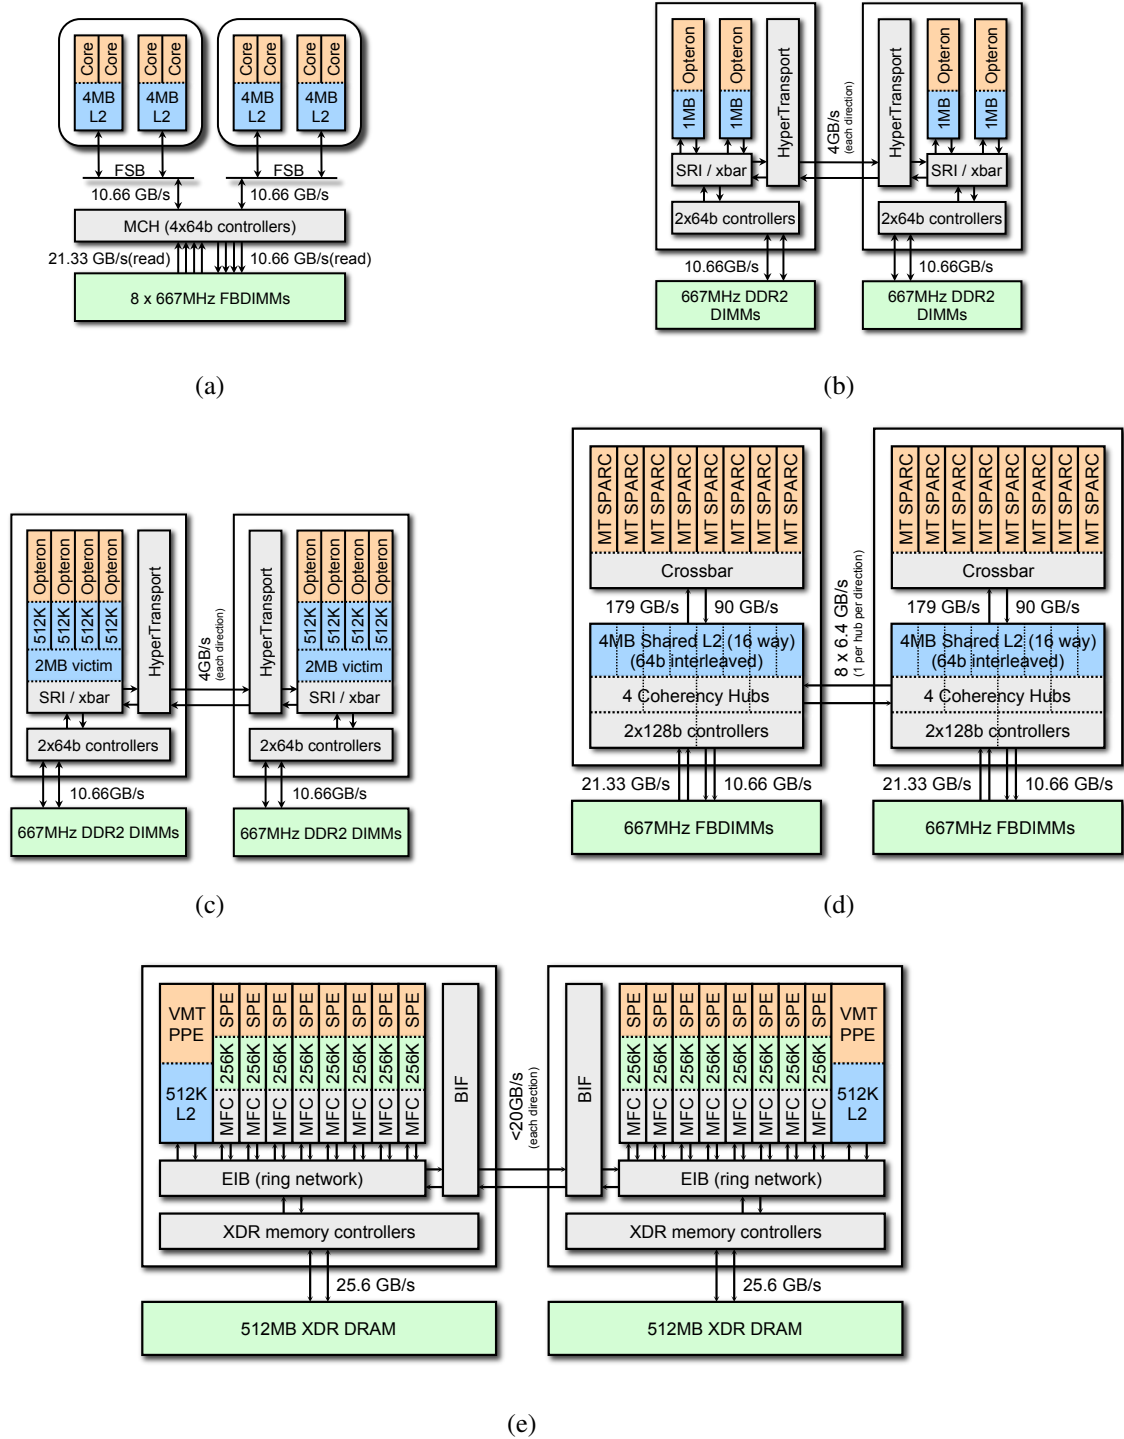 Core Core Core Core Core Core Core Core
4MB L2 4MB L2 4MB L2 4MB L2
FSB FSB
10.66 GB/s 10.66 GB/s
MCH (4x64b controllers)
21.33 GB/s(read) 10.66 GB/s(read)
8 x 667MHz FBDIMMs
(a)
Opteron Opteron HyperTransport HyperTransport Opteron Opteron
1MB 1MB 1MB 1MB
4GB/s
(each direction)
SRI / xbar SRI / xbar
2x64b controllers 2x64b controllers
10.66GB/s 10.66GB/s
667MHz DDR2 DIMMs 667MHz DDR2 DIMMs
(b)
Opteron Opteron Opteron Opteron HyperTransport HyperTransport Opteron Opteron Opteron Opteron
512K 512K 512K 512K 512K 512K 512K 512K
4GB/s
(each direction)
2MB victim 2MB victim
SRI / xbar SRI / xbar
2x64b controllers 2x64b controllers
10.66GB/s 10.66GB/s
667MHz DDR2 DIMMs 667MHz DDR2 DIMMs
(c)
MT SPARC MT SPARC MT SPARC MT SPARC MT SPARC MT SPARC MT SPARC MT SPARC MT SPARC MT SPARC MT SPARC MT SPARC MT SPARC MT SPARC MT SPARC MT SPARC
Crossbar Crossbar
179 GB/s 90 GB/s 179 GB/s 90 GB/s
8 x 6.4 GB/s
(1 per hub per direction)
4MB Shared L2 (16 way) 4MB Shared L2 (16 way)
(64b interleaved) (64b interleaved)
4 Coherency Hubs 4 Coherency Hubs
2x128b controllers 2x128b controllers
21.33 GB/s 10.66 GB/s 21.33 GB/s 10.66 GB/s
667MHz FBDIMMs 667MHz FBDIMMs
(d)
VMT PPE SPE SPE SPE SPE SPE SPE SPE SPE SPE SPE SPE SPE SPE SPE SPE SPE VMT PPE
256K 256K 256K 256K 256K 256K 256K 256K 256K 256K 256K 256K 256K 256K 256K 256K
512K L2 MFC MFC MFC MFC MFC MFC MFC MFC BIF BIF MFC MFC MFC MFC MFC MFC MFC MFC 512K L2
<20GB/s
(each direction)
EIB (ring network) EIB (ring network)
XDR memory controllers XDR memory controllers
25.6 GB/s 25.6 GB/s
512MB XDR DRAM 512MB XDR DRAM
(e)